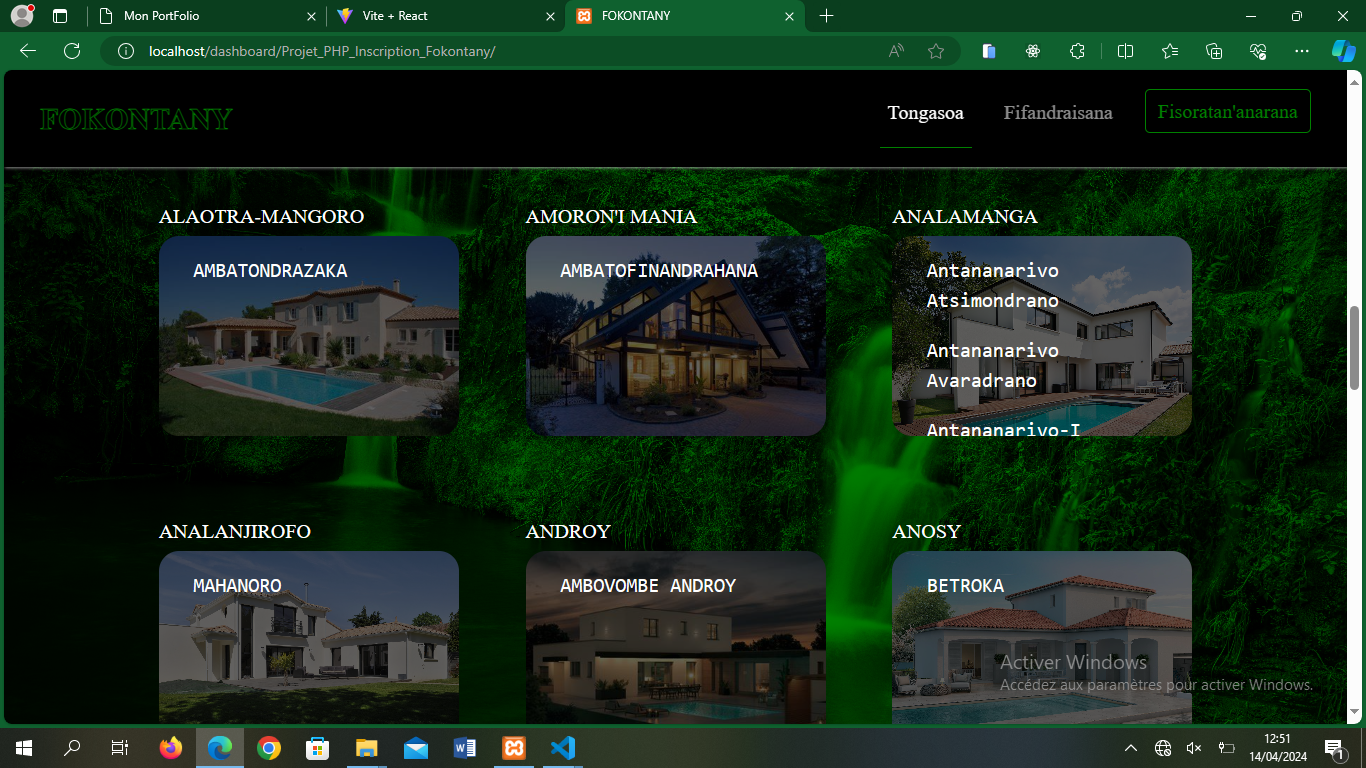 Mon PortFolio
Vite + React
FOKONTANY
localhost/dashboard/Projet_PHP_Inscription_Fokontany/
FOKONTANY
Tongasoa
Fifandraisana
Fisoratan'anarana
ALAOTRA-MANGORO
AMBATONDRAZAKA
AMORON'I MANIA
AMBATOFINANDRAHANA
ANALAMANGA
Antananarivo
Atsimondrano
Antananarivo
Avaradrano
Antananarivo-I
ANALANJIROFO
MAHANORO
ANDROY
AMBOVOMBE ANDROY
ANOSY
BETROKA
Activer Windows
Accédez aux paramètres pour activer Windows.
12:51
14/04/2024
1